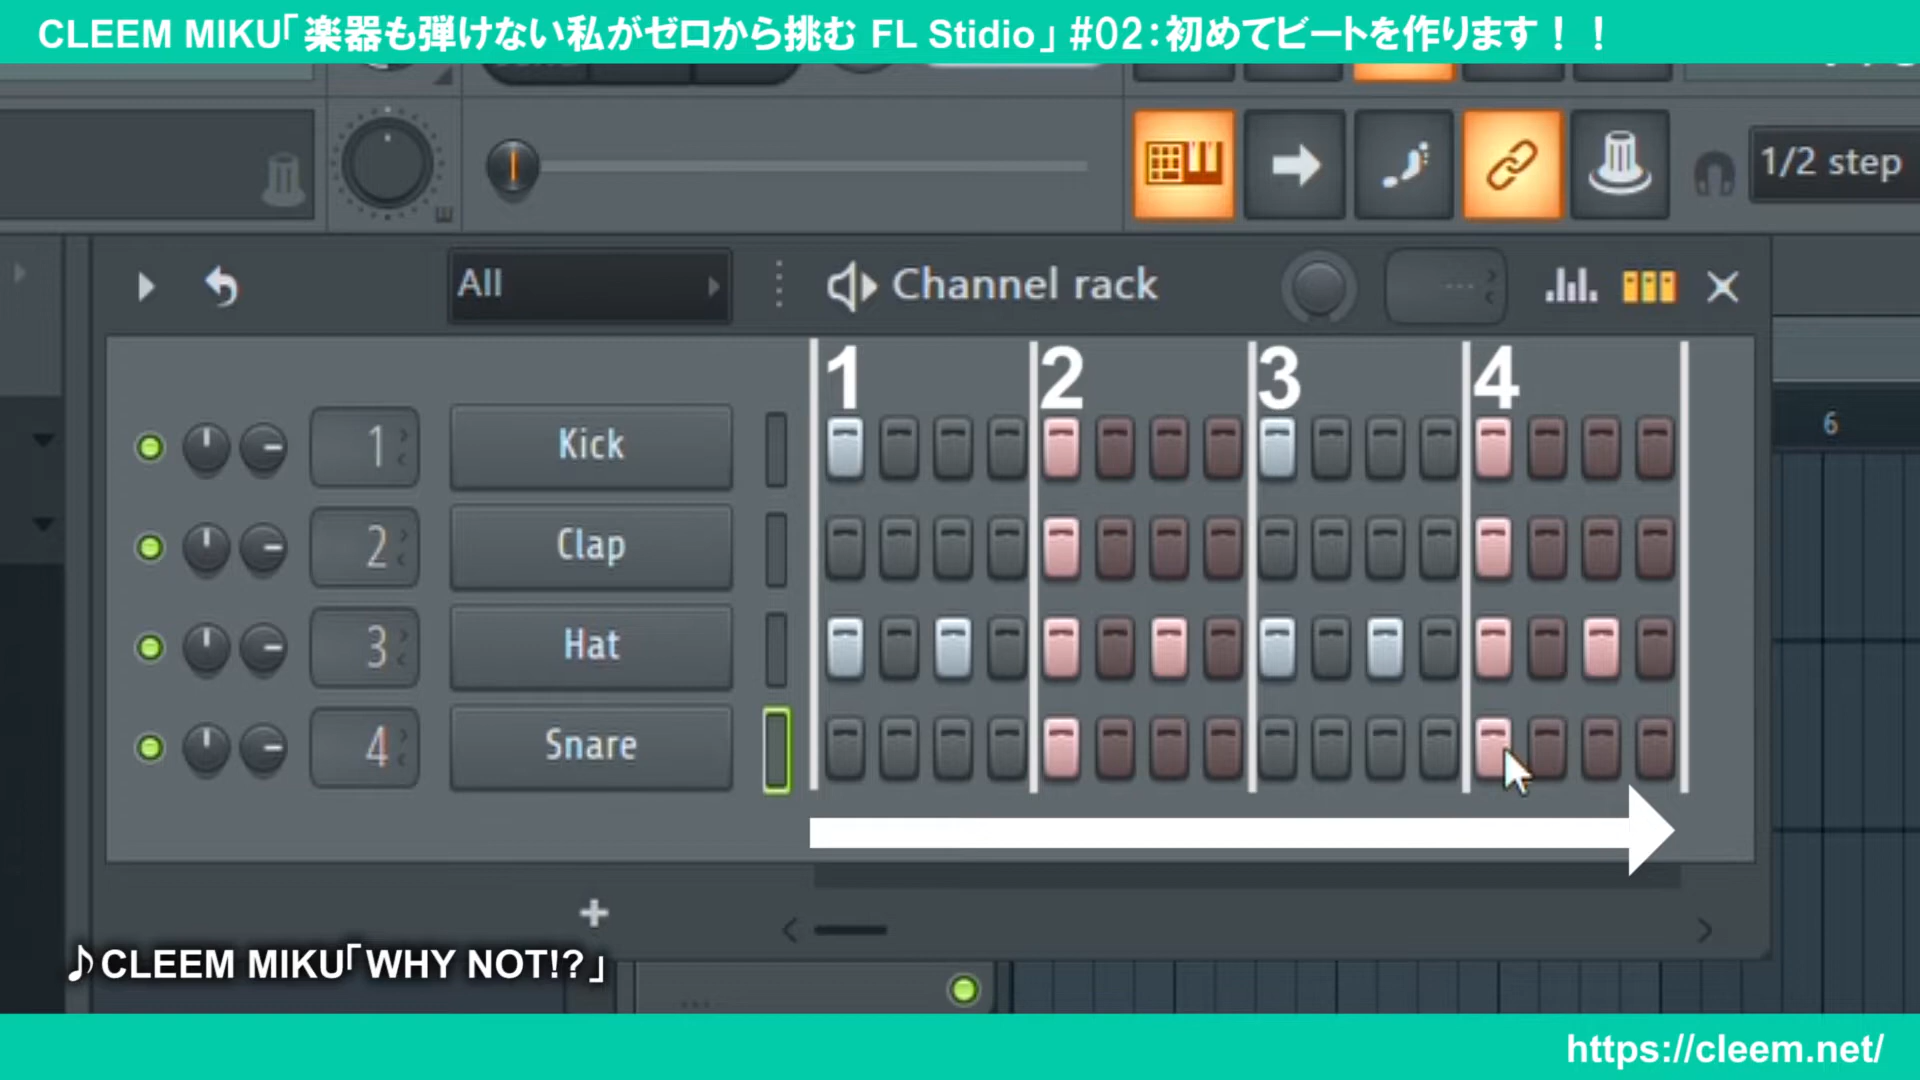 CLEEM MIKU「楽器も弾けない私がゼロから挑む FL Stidio」 #02：初めてビートを作ります！！
1/2 step
All
Channel rack
---
1 2 3 4
1 Kick
6
2 Clap
3 Hat
4 Snare
+
♪CLEEM MIKU「WHY NOT!?」
https://cleem.net/